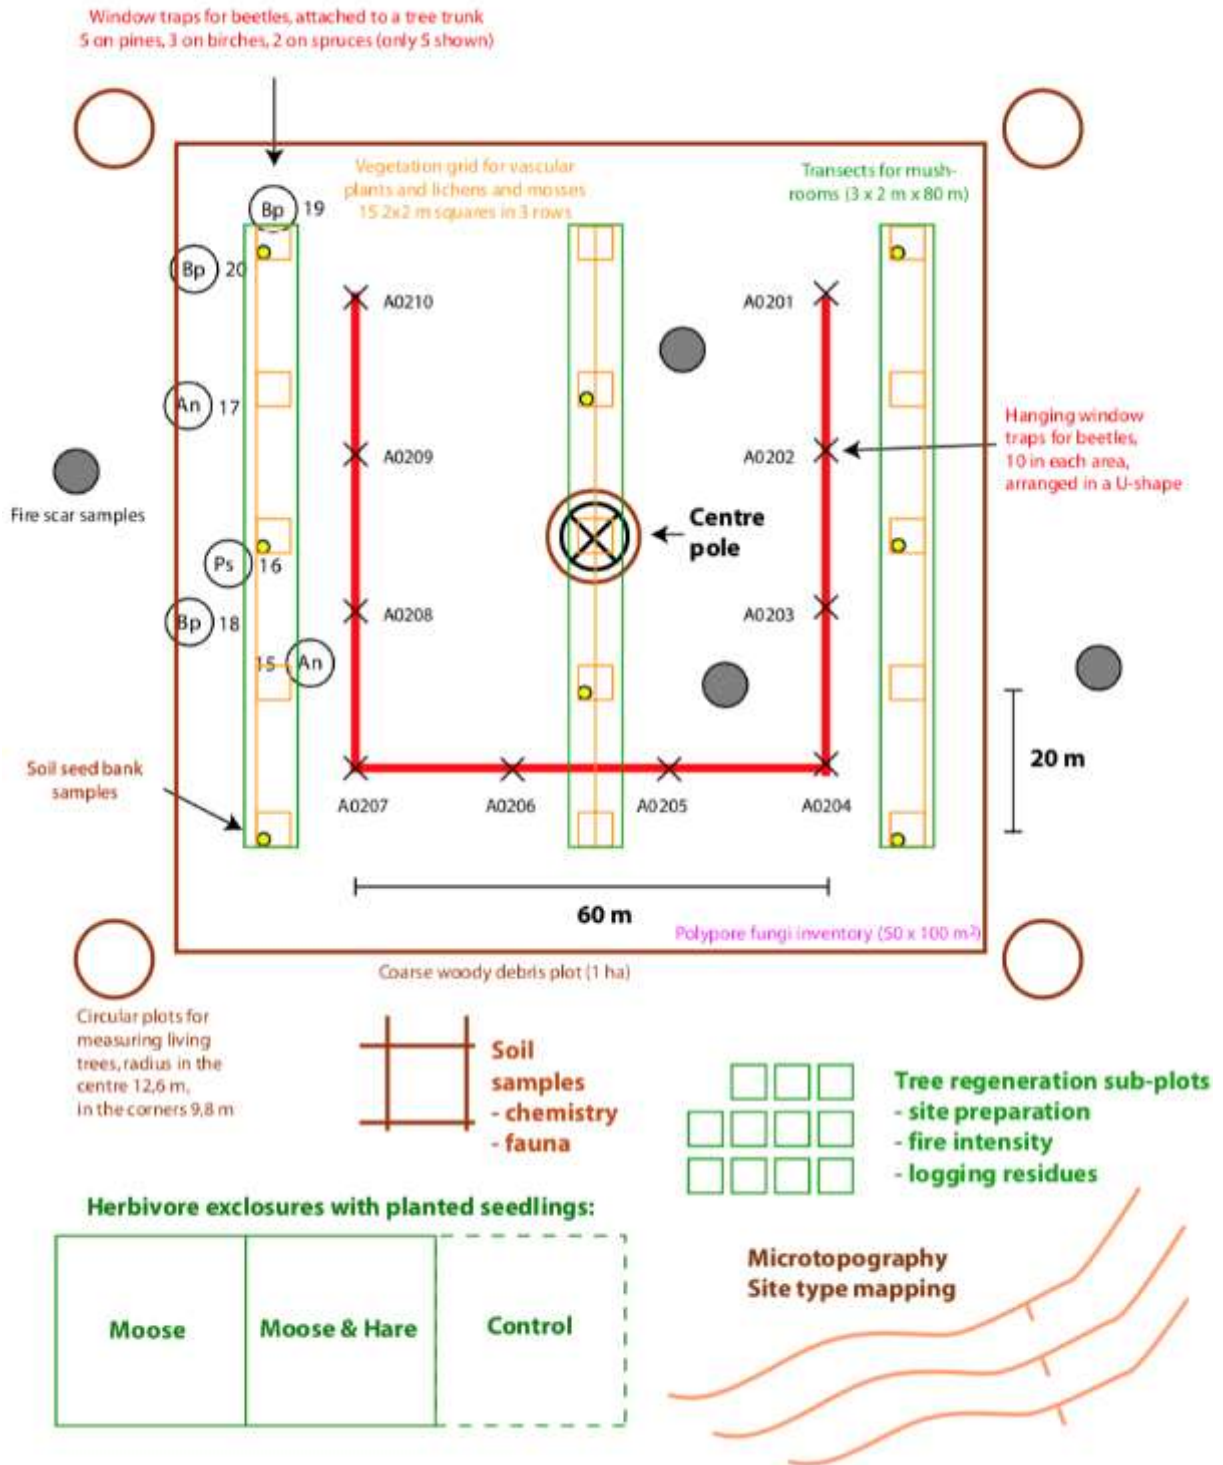 Window traps for beetles, attached to a tree trunk
5 on pines, 3 on birches, 2 on spruces (only 5 shown)
Vegetation grid for vascular
plants and lichens and mosses
15 2x2 m squares in 3 rows
Transects for mush-
rooms (3 x 2 m x 80 m)
Bp 19
Bp 20
A0210
A0201
An 17
Hanging window
traps for beetles,
10 in each area,
arranged in a U-shape
A0209
A0202
Fire scar samples
Centre
pole
Ps 16
Bp 18
A0208
A0203
15 An
Soil seed bank
samples
20 m
A0207
A0206
A0205
A0204
60 m
Polypore fungi inventory (50 x 100 m²)
Coarse woody debris plot (1 ha)
Circular plots for
measuring living
trees, radius in the
centre 12,6 m,
in the corners 9,8 m
Soil
samples
- chemistry
- fauna
Tree regeneration sub-plots
- site preparation
- fire intensity
- logging residues
Herbivore exclosures with planted seedlings:
Moose
Moose & Hare
Control
Microtopography
Site type mapping